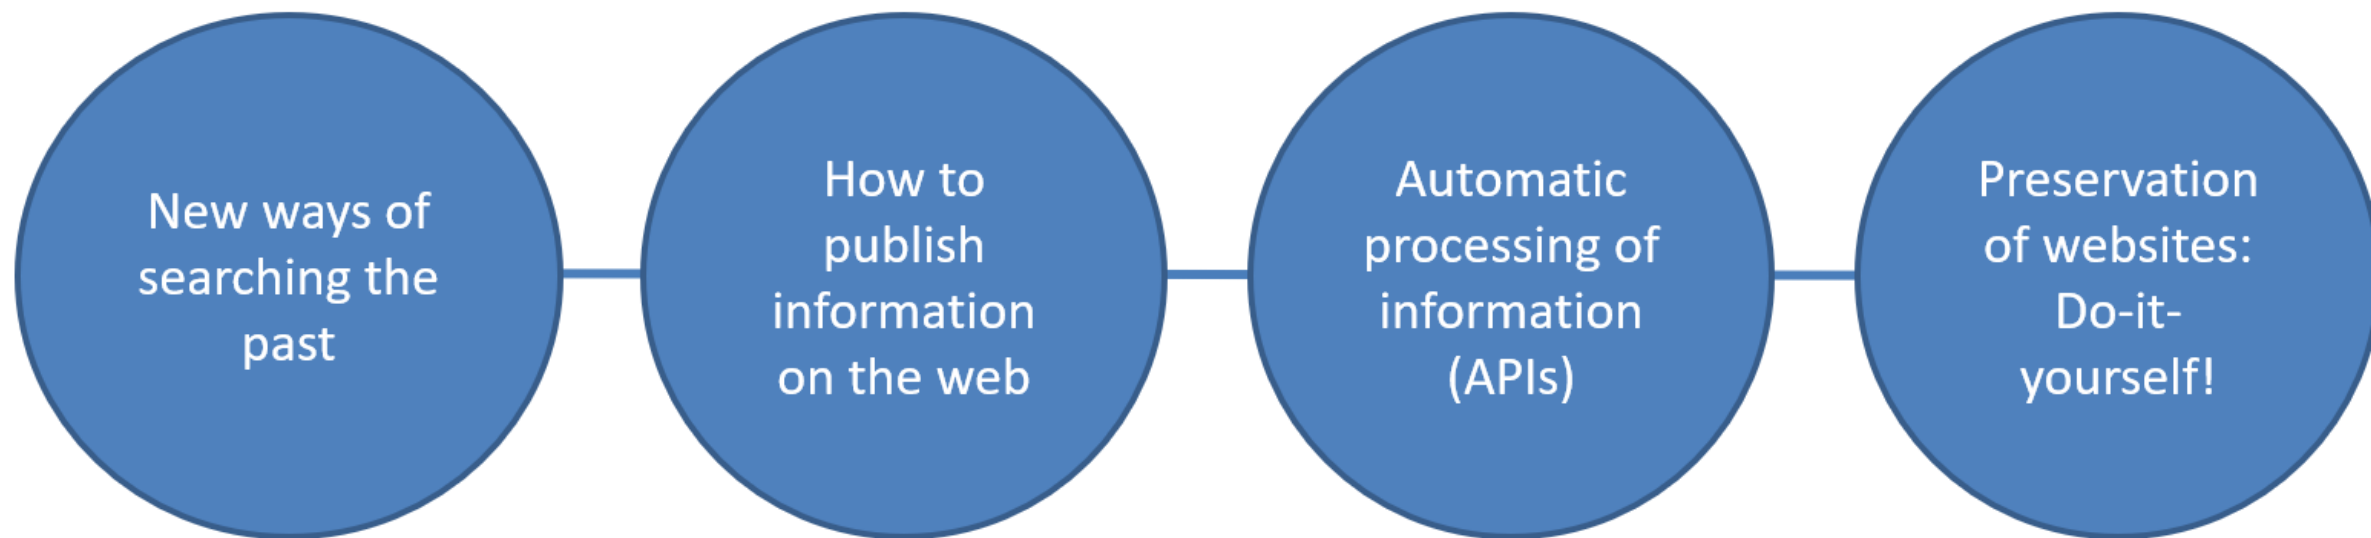 New ways of
searching the
past
How to
publish
information
on the web
Automatic
processing of
information
(APIs)
Preservation
of websites:
Do-it-
yourself!